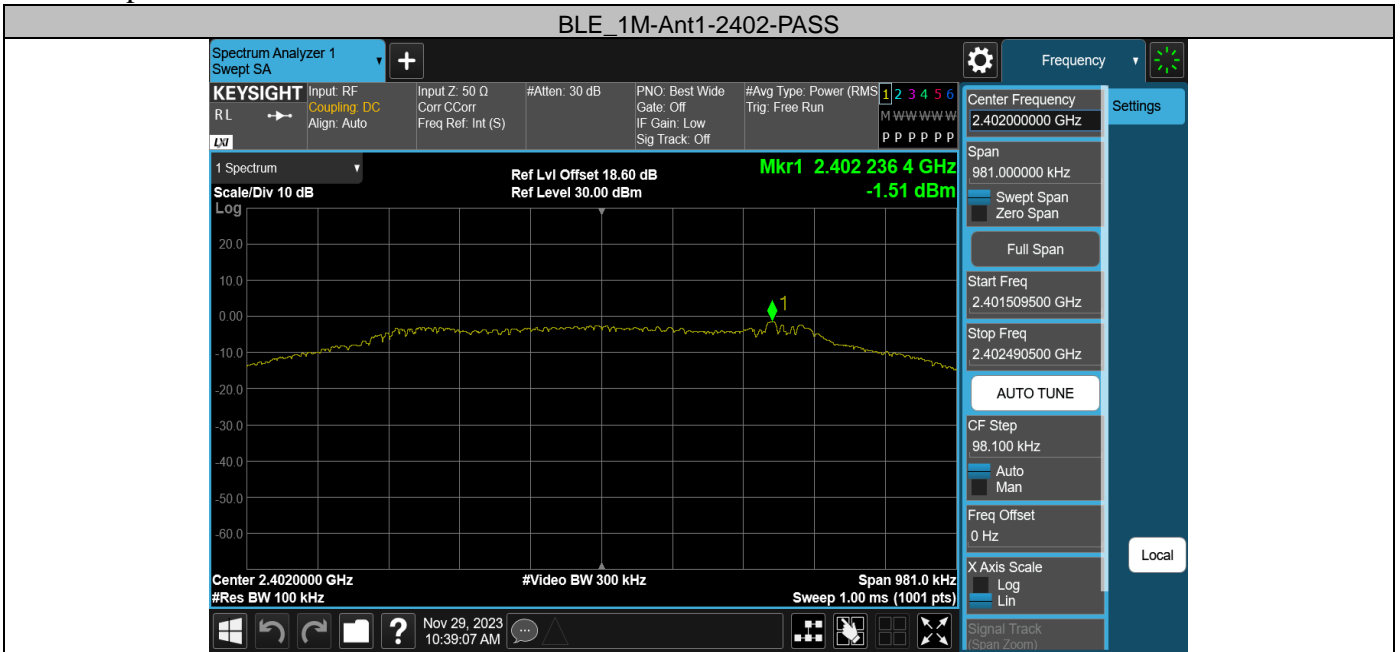 BLE_1M-Ant1-2402-PASS
Spectrum Analyzer 1
Swept SA
Frequency
KEYSIGHT
RL
LXI
Input: RF
Coupling: DC
Align: Auto
Input Z: 50 Ω
Corr CCorr
Freq Ref: Int (S)
#Atten: 30 dB
PNO: Best Wide
Gate: Off
IF Gain: Low
Sig Track: Off
#Avg Type: Power (RMS
Trig: Free Run
1 2 3 4 5 6
M W W W W W
P P P P P P
1 Spectrum
Scale/Div 10 dB
Ref Lvl Offset 18.60 dB
Ref Level 30.00 dBm
Mkr1 2.402 236 4 GHz
-1.51 dBm
Log
20.0
10.0
0.00
-10.0
-20.0
-30.0
-40.0
-50.0
-60.0
1
Center 2.4020000 GHz
#Res BW 100 kHz
#Video BW 300 kHz
Span 981.0 kHz
Sweep 1.00 ms (1001 pts)
Nov 29, 2023
10:39:07 AM
Center Frequency
2.402000000 GHz
Span
981.000000 kHz
Swept Span
Zero Span
Full Span
Start Freq
2.401509500 GHz
Stop Freq
2.402490500 GHz
AUTO TUNE
CF Step
98.100 kHz
Auto
Man
Freq Offset
0 Hz
X Axis Scale
Log
Lin
Signal Track
(Span Zoom)
Settings
Local